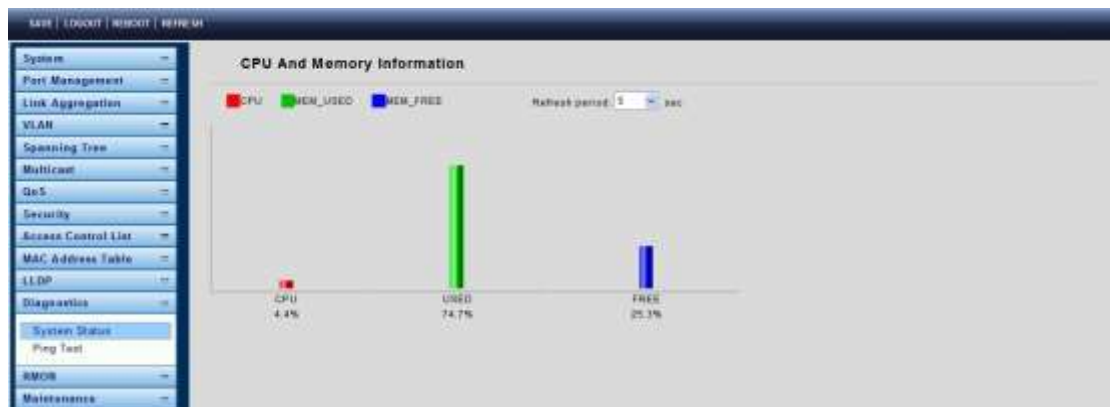 SAVE | LOGOUT | REBOOT | REFRESH
System
Port Management
Link Aggregation
VLAN
Spanning Tree
Multicast
QoS
Security
Access Control List
MAC Address Table
LLDP
Diagnostics
System Status
Ping Test
RMON
Maintenance
CPU And Memory Information
CPU MEM_USED MEM_FREE Refresh period: 5 sec
CPU USED FREE
4.4% 74.7% 25.3%